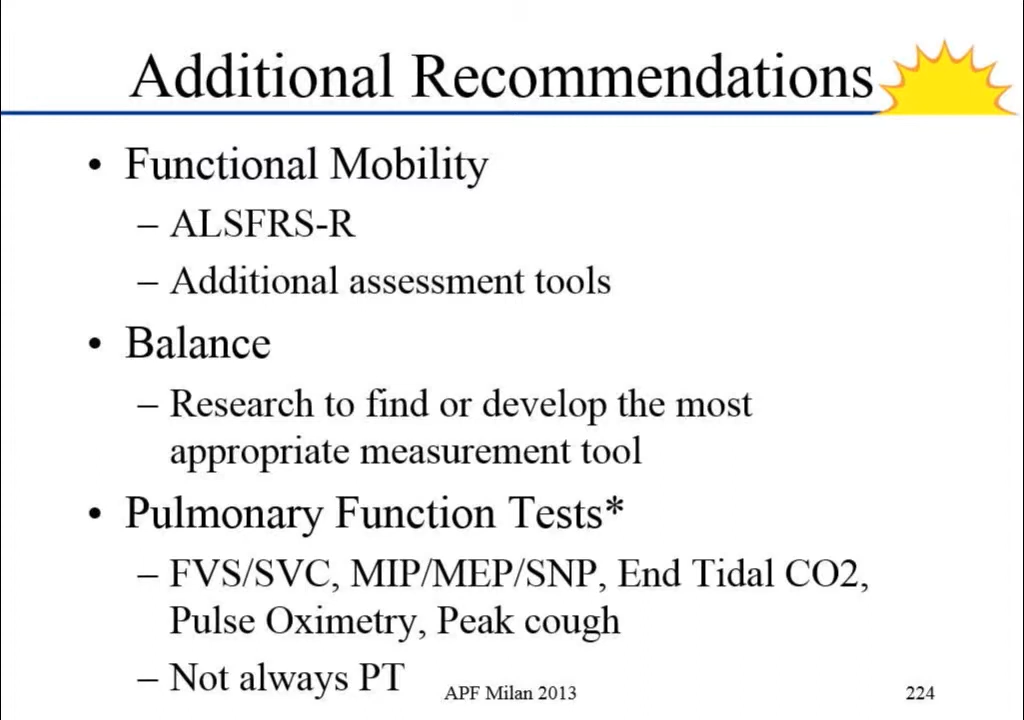 Additional Recommendations
• Functional Mobility
– ALSFRS-R
– Additional assessment tools
• Balance
– Research to find or develop the most
appropriate measurement tool
• Pulmonary Function Tests*
– FVS/SVC, MIP/MEP/SNP, End Tidal CO2,
Pulse Oximetry, Peak cough
– Not always PT
APF Milan 2013
224